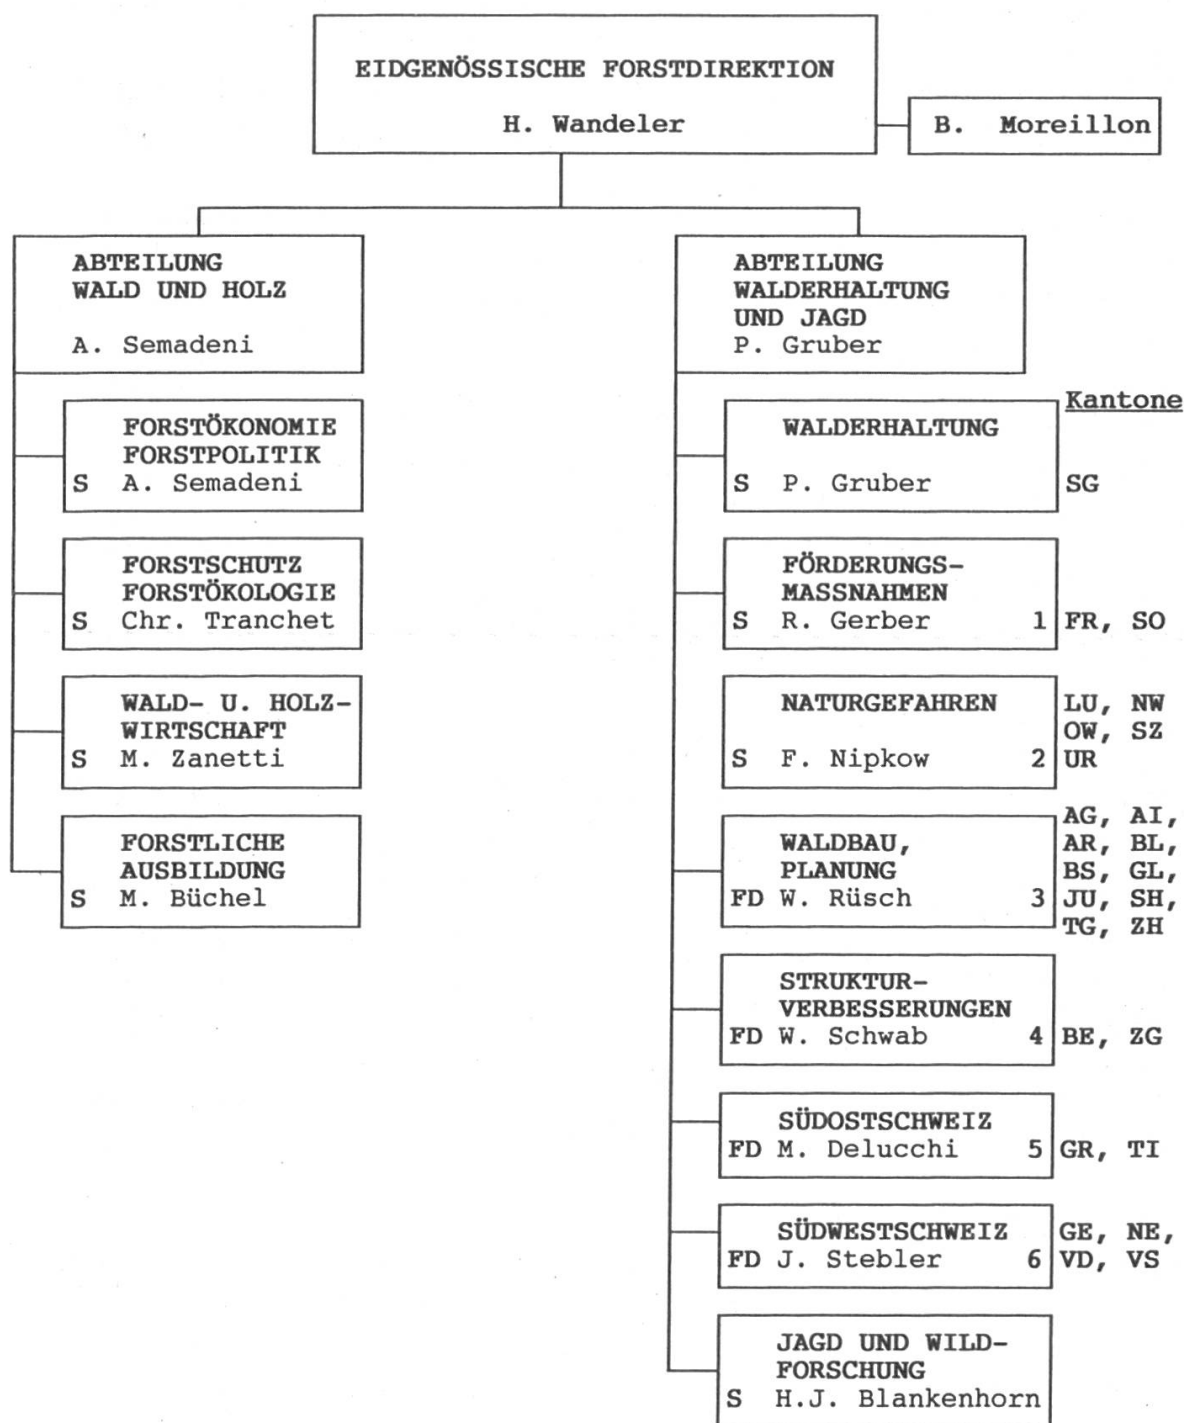 EIDGENÖSSISCHE FORSTDIREKTION
H. Wandeler
B. Moreillon
ABTEILUNG
WALD UND HOLZ
A. Semadeni
FORSTÖKONOMIE
FORSTPOLITIK
S A. Semadeni
FORSTSCHUTZ
FORSTÖKOLOGIE
S Chr. Tranchet
WALD- U. HOLZ-
WIRTSCHAFT
S M. Zanetti
FORSTLICHE
AUSBILDUNG
S M. Büchel
ABTEILUNG
WALDERHALTUNG
UND JAGD
P. Gruber
Kantone
WALDERHALTUNG
S P. Gruber
SG
FÖRDERUNGS-
MASSNAHMEN
S R. Gerber 1
FR, SO
NATURGEFAHREN
S F. Nipkow 2
LU, NW
OW, SZ
UR
WALDBAU,
PLANUNG
FD W. Rüsch 3
AG, AI,
AR, BL,
BS, GL,
JU, SH,
TG, ZH
STRUKTUR-
VERBESSERUNGEN
FD W. Schwab 4
BE, ZG
SÜDOSTSCHWEIZ
FD M. Delucchi 5
GR, TI
SÜDWESTSCHWEIZ
FD J. Stebler 6
GE, NE,
VD, VS
JAGD UND WILD-
FORSCHUNG
S H.J. Blankenhorn